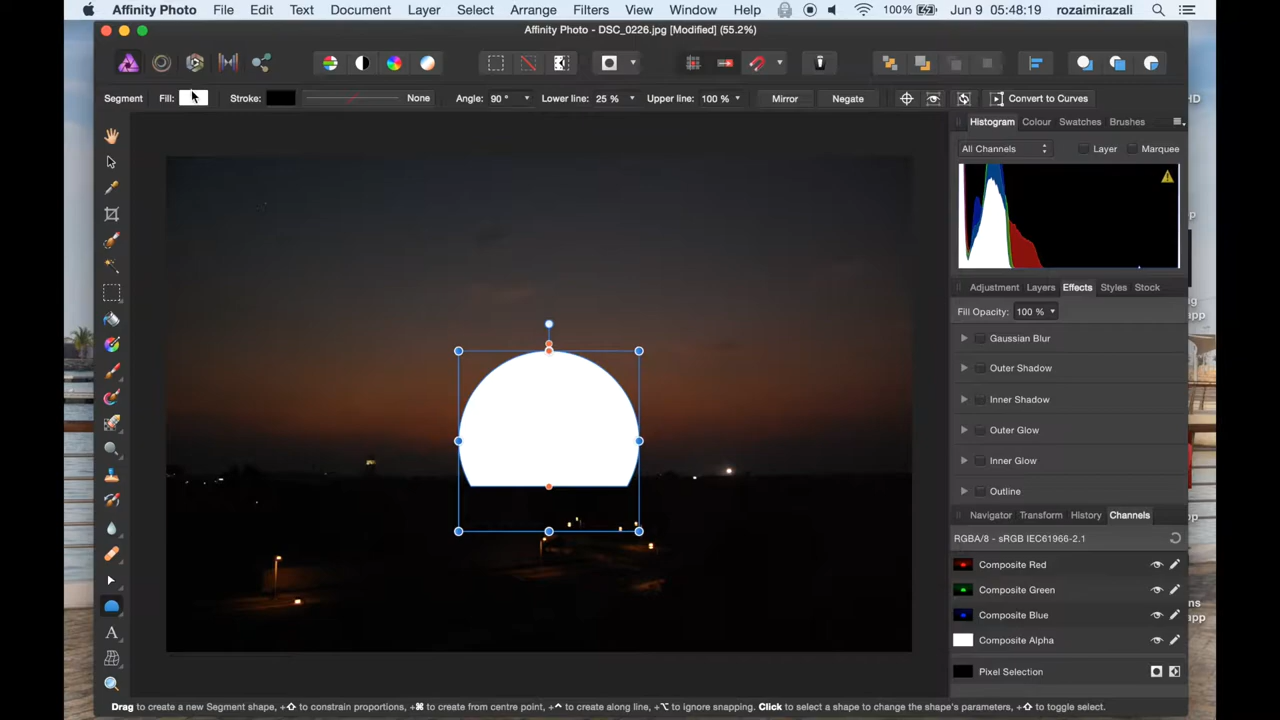 Affinity Photo File Edit Text Document Layer Select Arrange Filters View Window Help 100% Jun 9 05:48:19 rozaimirazali
Affinity Photo - DSC_0226.jpg [Modified] (55.2%)
Segment Fill: Stroke: None Angle: 90 ° Lower line: 25 % Upper line: 100 % Mirror Negate Convert to Curves
Histogram Colour Swatches Brushes
All Channels Layer Marquee
Adjustment Layers Effects Styles Stock
Fill Opacity: 100 %
Gaussian Blur
Outer Shadow
Inner Shadow
Outer Glow
Inner Glow
Outline
Navigator Transform History Channels
RGBA/8 - sRGB IEC61966-2.1
Composite Red
Composite Green
Composite Blue
Composite Alpha
Pixel Selection
Drag to create a new Segment shape, +⇧ to constrain proportions, +⌘ to create from centre point, +^ to create along line, +⌥ to ignore snapping. Click to select a shape to change the shape's parameters, +⇧ to toggle select.